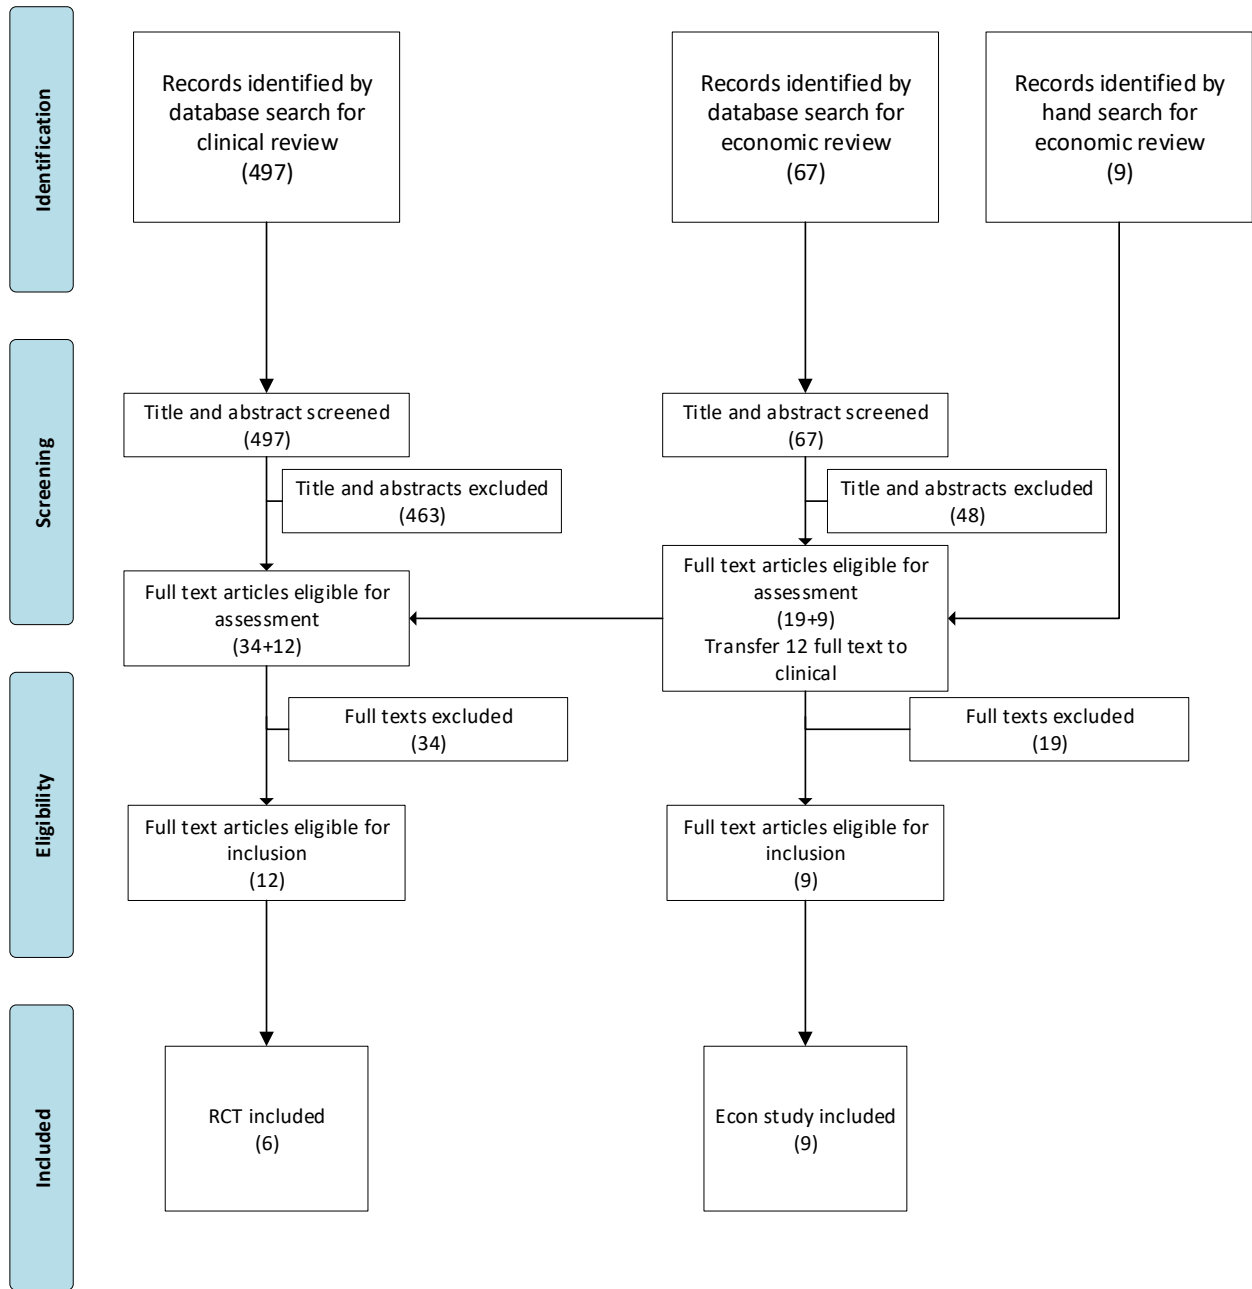 Identification
Records identified by
database search for
clinical review
(497)
Records identified by
database search for
economic review
(67)
Records identified by
hand search for
economic review
(9)
Screening
Title and abstract screened
(497)
Title and abstract screened
(67)
Title and abstracts excluded
(463)
Title and abstracts excluded
(48)
Full text articles eligible for
assessment
(34+12)
Full text articles eligible for
assessment
(19+9)
Transfer 12 full text to
clinical
Eligibility
Full texts excluded
(34)
Full texts excluded
(19)
Full text articles eligible for
inclusion
(12)
Full text articles eligible for
inclusion
(9)
Included
RCT included
(6)
Econ study included
(9)